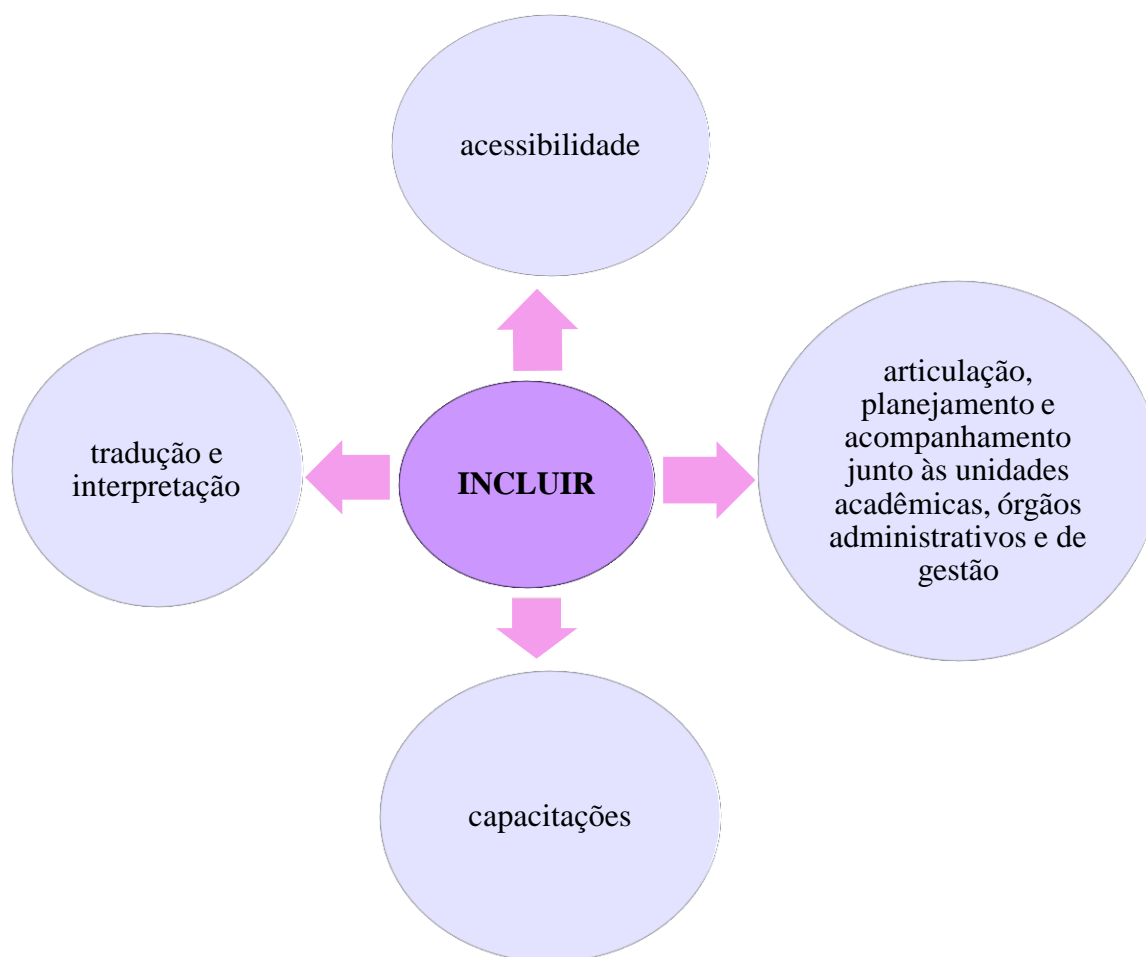 acessibilidade
tradução e
interpretação
INCLUIR
articulação,
planejamento e
acompanhamento
junto às unidades
acadêmicas, órgãos
administrativos e de
gestão
capacitações